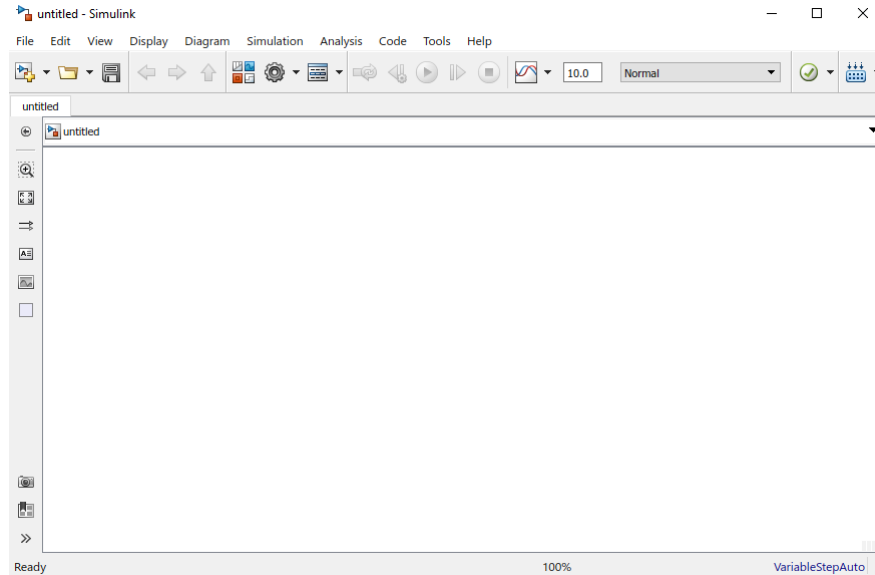 untitled - Simulink
File Edit View Display Diagram Simulation Analysis Code Tools Help
10.0 Normal
untitled
untitled
Ready 100% VariableStepAuto